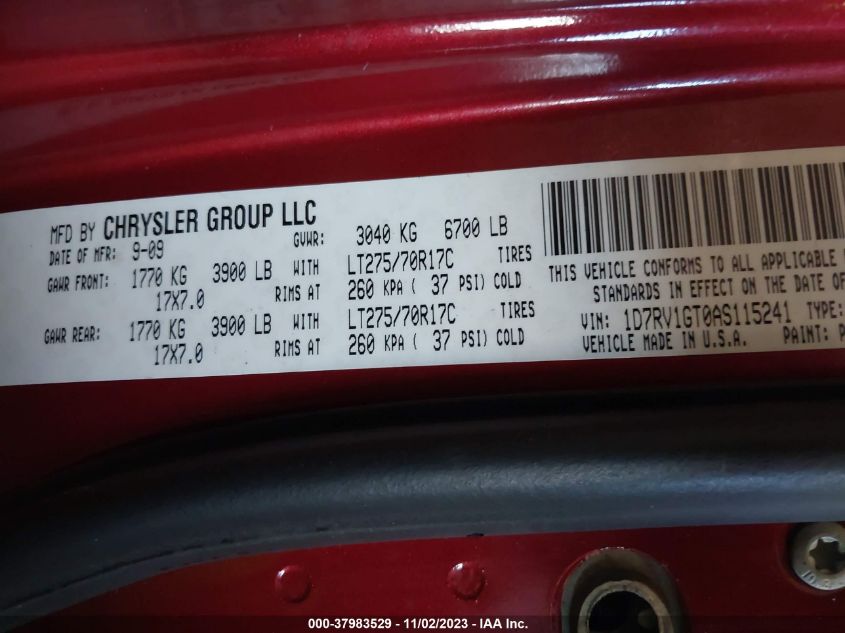 MFD BY CHRYSLER GROUP LLC
DATE OF MFR: 9-09 GVWR: 3040 KG 6700 LB
GAWR FRONT: 1770 KG 3900 LB WITH LT275/70R17C TIRES
17X7.0 RIMS AT 260 KPA ( 37 PSI) COLD
GAWR REAR: 1770 KG 3900 LB WITH LT275/70R17C TIRES
17X7.0 RIMS AT 260 KPA ( 37 PSI) COLD
THIS VEHICLE CONFORMS TO ALL APPLICABLE
STANDARDS IN EFFECT ON THE DATE OF
VIN: 1D7RV1GT0AS115241 TYPE:
VEHICLE MADE IN U.S.A. PAINT: P
000-37983529 - 11/02/2023 - IAA Inc.